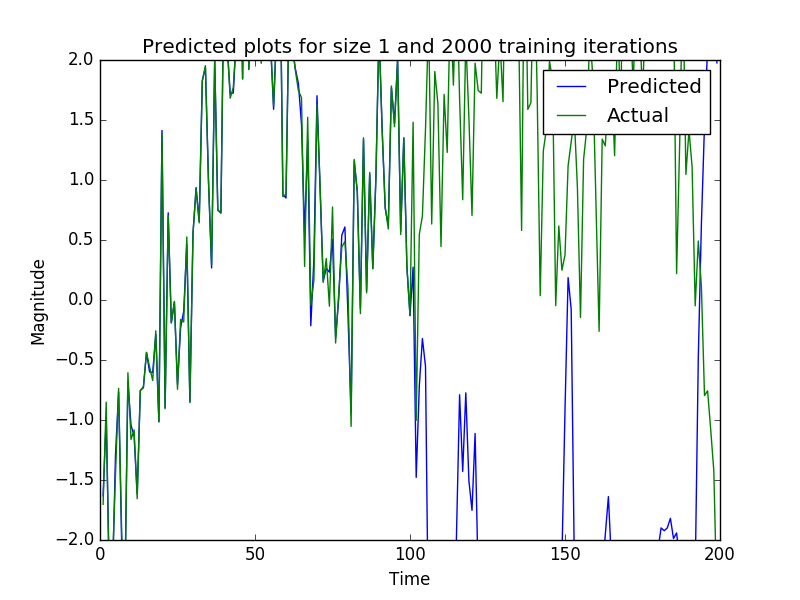 Predicted plots for size 1 and 2000 training iterations
2.0
1.5
1.0
0.5
0.0
−0.5
−1.0
−1.5
−2.0
Magnitude
Predicted
Actual
0 50 100 150 200
Time